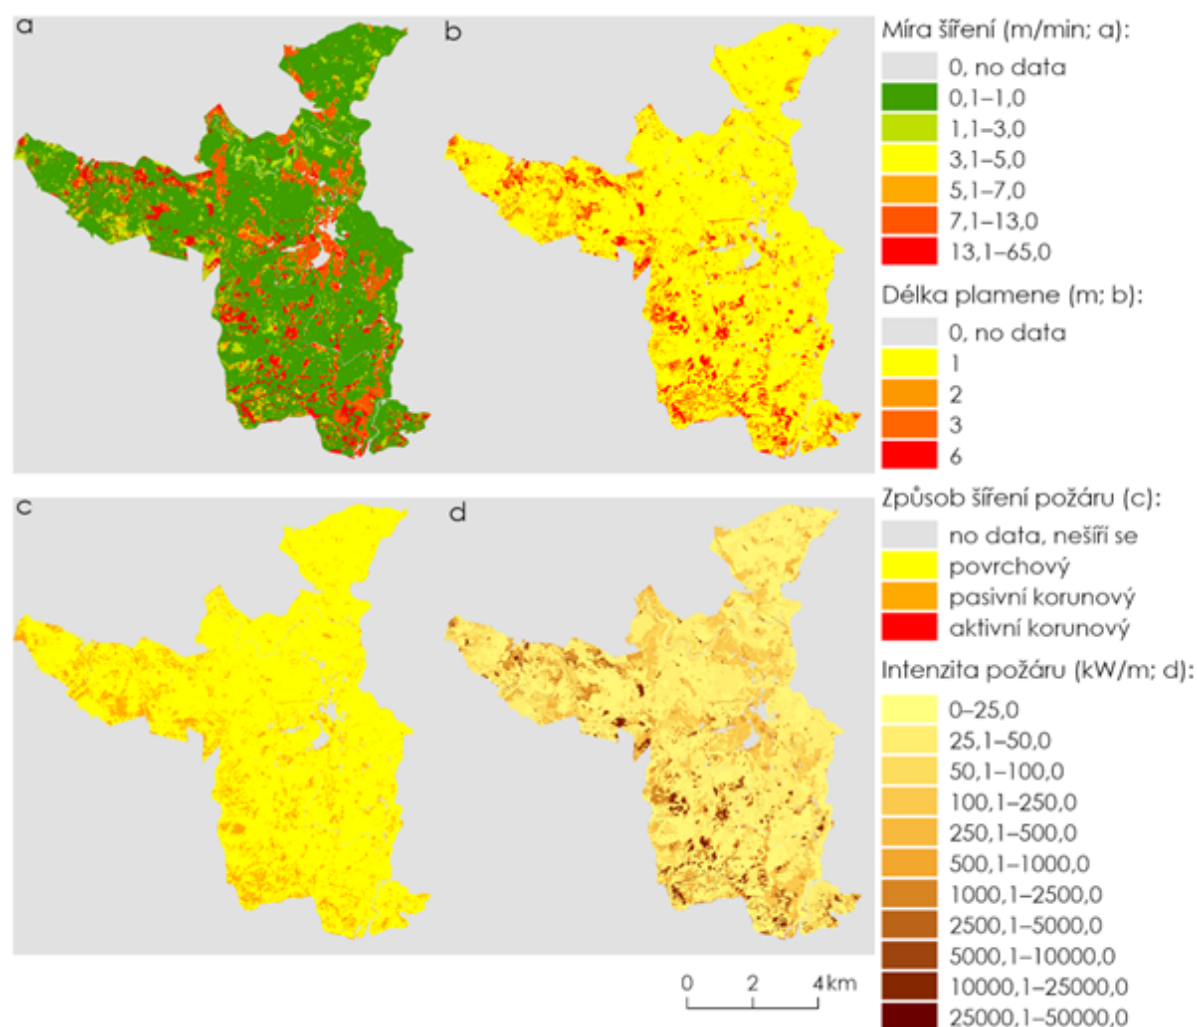 a
b
Míra šíření (m/min; a):
0, no data
0,1–1,0
1,1–3,0
3,1–5,0
5,1–7,0
7,1–13,0
13,1–65,0
Délka plamene (m; b):
0, no data
1
2
3
6
c
d
Způsob šíření požáru (c):
no data, nešíří se
povrchový
pasivní korunový
aktivní korunový
Intenzita požáru (kW/m; d):
0–25,0
25,1–50,0
50,1–100,0
100,1–250,0
250,1–500,0
500,1–1000,0
1000,1–2500,0
2500,1–5000,0
5000,1–10000,0
10000,1–25000,0
25000,1–50000,0
0 2 4km